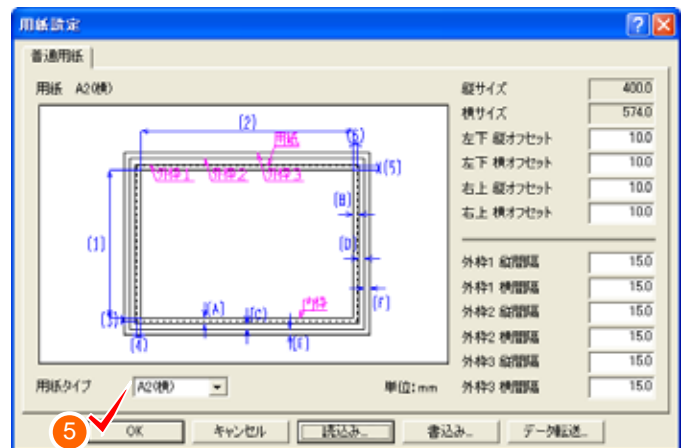 用紙設定
普通用紙
用紙 A2(横)
縦サイズ 400.0
横サイズ 574.0
左下 縦オフセット 10.0
左下 横オフセット 10.0
右上 縦オフセット 10.0
右上 横オフセット 10.0
外枠1 縦間隔 15.0
外枠1 横間隔 15.0
外枠2 縦間隔 15.0
外枠2 横間隔 15.0
外枠3 縦間隔 15.0
外枠3 横間隔 15.0
(2)
用紙
(6)
外枠1 外枠2 外枠3
(5)
(B)
(1)
(D)
(A)
(C)
内枠
(F)
(3)
(4)
(E)
用紙タイプ A2(横)
単位:mm
5
OK キャンセル 読込み... 書込み... データ転送...